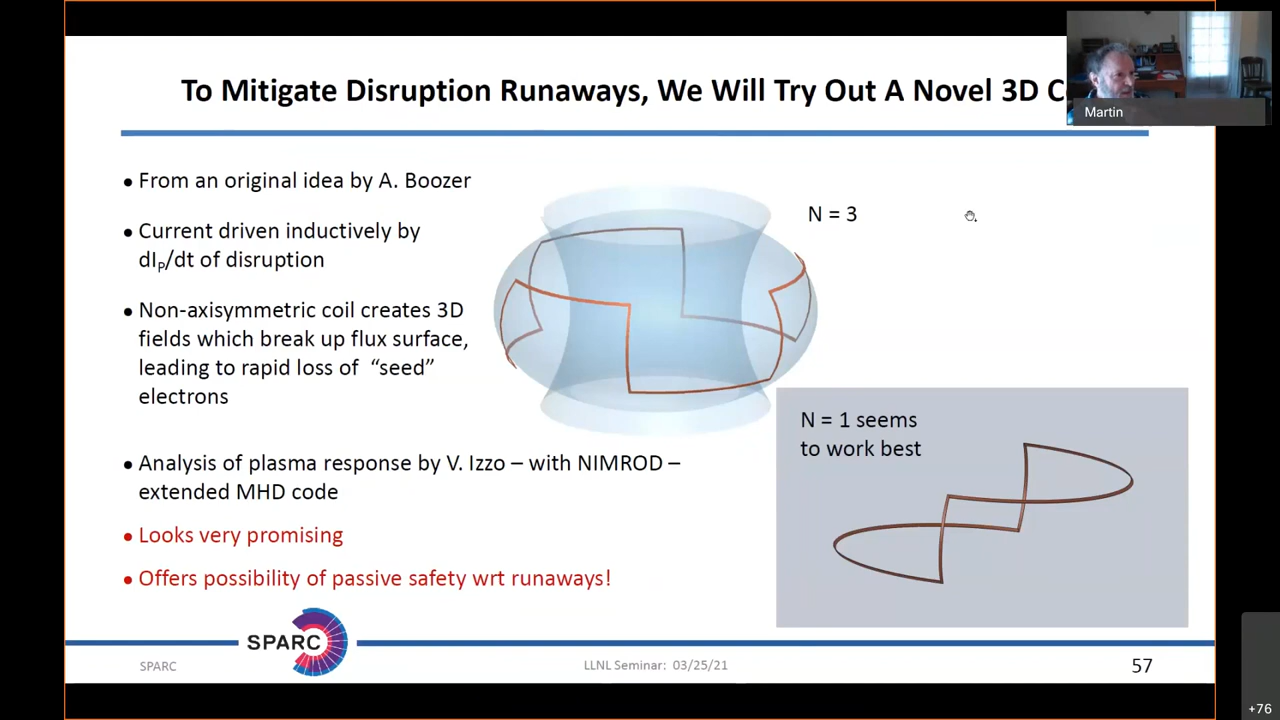 To Mitigate Disruption Runaways, We Will Try Out A Novel 3D
Martin
• From an original idea by A. Boozer
N = 3
• Current driven inductively by
dIP/dt of disruption
• Non-axisymmetric coil creates 3D
fields which break up flux surface,
leading to rapid loss of "seed"
electrons
N = 1 seems
to work best
• Analysis of plasma response by V. Izzo – with NIMROD –
extended MHD code
• Looks very promising
• Offers possibility of passive safety wrt runaways!
SPARC
SPARC
LLNL Seminar: 03/25/21
57
+76